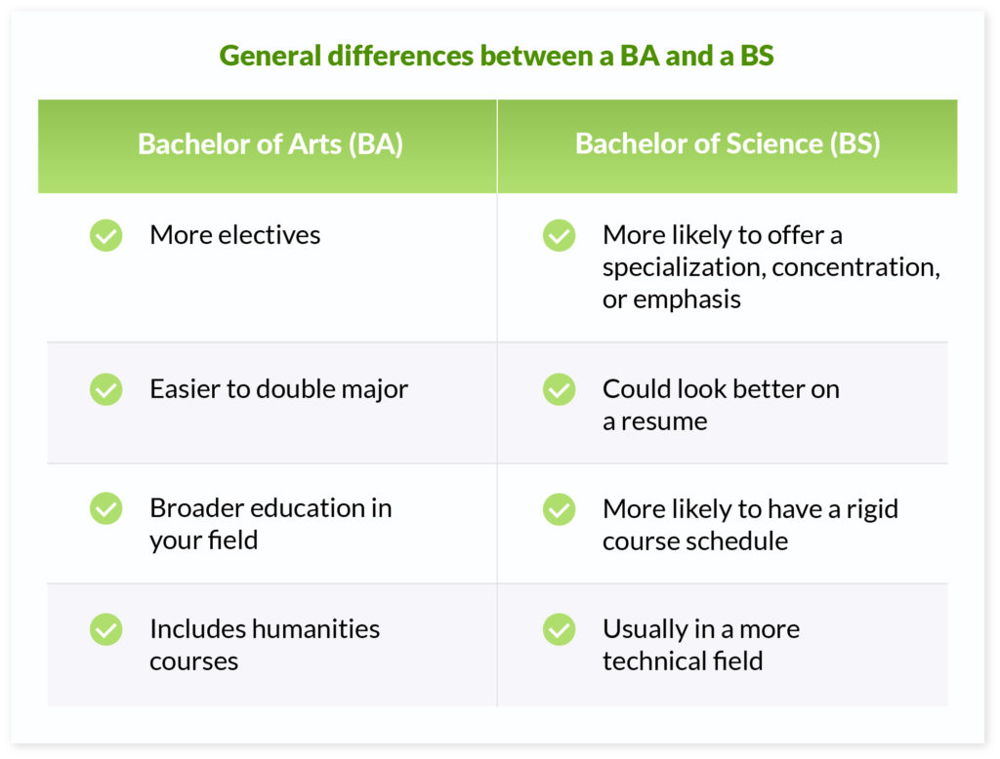 General differences between a BA and a BS
Bachelor of Arts (BA)
Bachelor of Science (BS)
More electives
More likely to offer a
specialization, concentration,
or emphasis
Easier to double major
Could look better on
a resume
Broader education in
your field
More likely to have a rigid
course schedule
Includes humanities
courses
Usually in a more
technical field